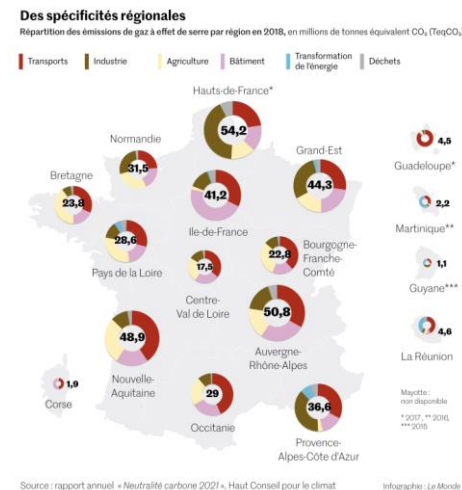 Des spécificités régionales
Répartition des émissions de gaz à effet de serre par région en 2018, en millions de tonnes équivalent CO₂ (TeqCO₂
Transports
Industrie
Agriculture
Bâtiment
Transformation
de l'énergie
Déchets
Hauts-de-France*
54,2
Normandie
31,5
Grand-Est
44,3
4,5
Guadeloupe*
Bretagne
23,8
41,2
Ile-de-France
2,2
Martinique**
28,6
Pays de la Loire
22,8
Bourgogne-
Franche-
Comté
17,5
Centre-
Val de Loire
1,1
Guyane***
50,8
Auvergne-
Rhône-Alpes
48,9
Nouvelle-
Aquitaine
4,6
La Réunion
1,9
Corse
29
Occitanie
36,6
Provence-
Alpes-Côte d'Azur
Mayotte :
non disponible
* 2017, ** 2016,
*** 2015
Source : rapport annuel « Neutralité carbone 2021 », Haut Conseil pour le climat
Infographie : Le Monde